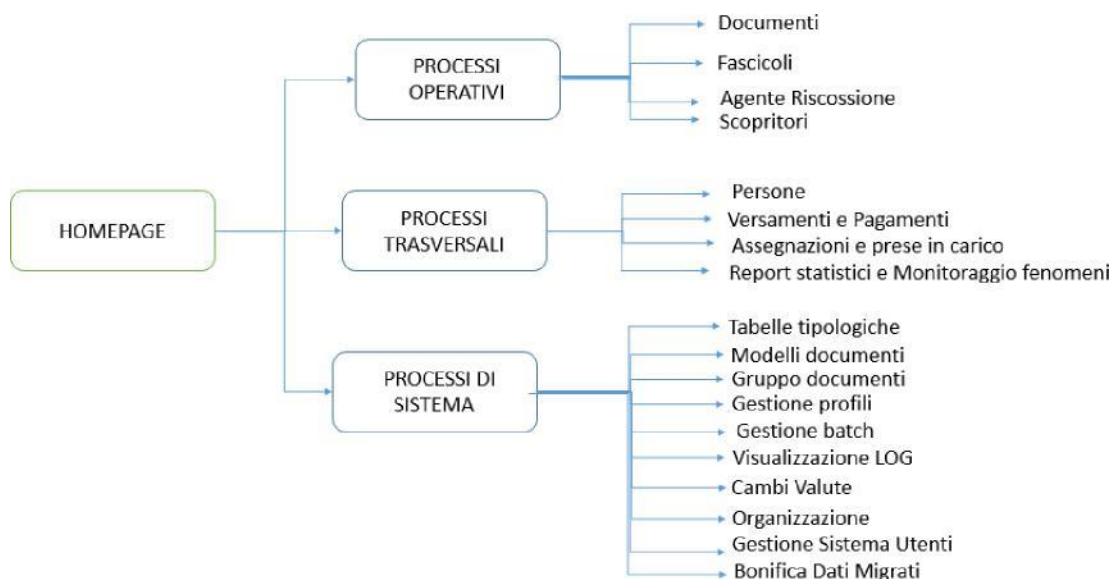 HOMEPAGE
PROCESSI
OPERATIVI
Documenti
Fascicoli
Agente Riscossione
Scopritori
PROCESSI
TRASVERSALI
Persone
Versamenti e Pagamenti
Assegnazioni e prese in carico
Report statistici e Monitoraggio fenomeni
PROCESSI DI
SISTEMA
Tabelle tipologiche
Modelli documenti
Gruppo documenti
Gestione profili
Gestione batch
Visualizzazione LOG
Cambi Valute
Organizzazione
Gestione Sistema Utenti
Bonifica Dati Migrati